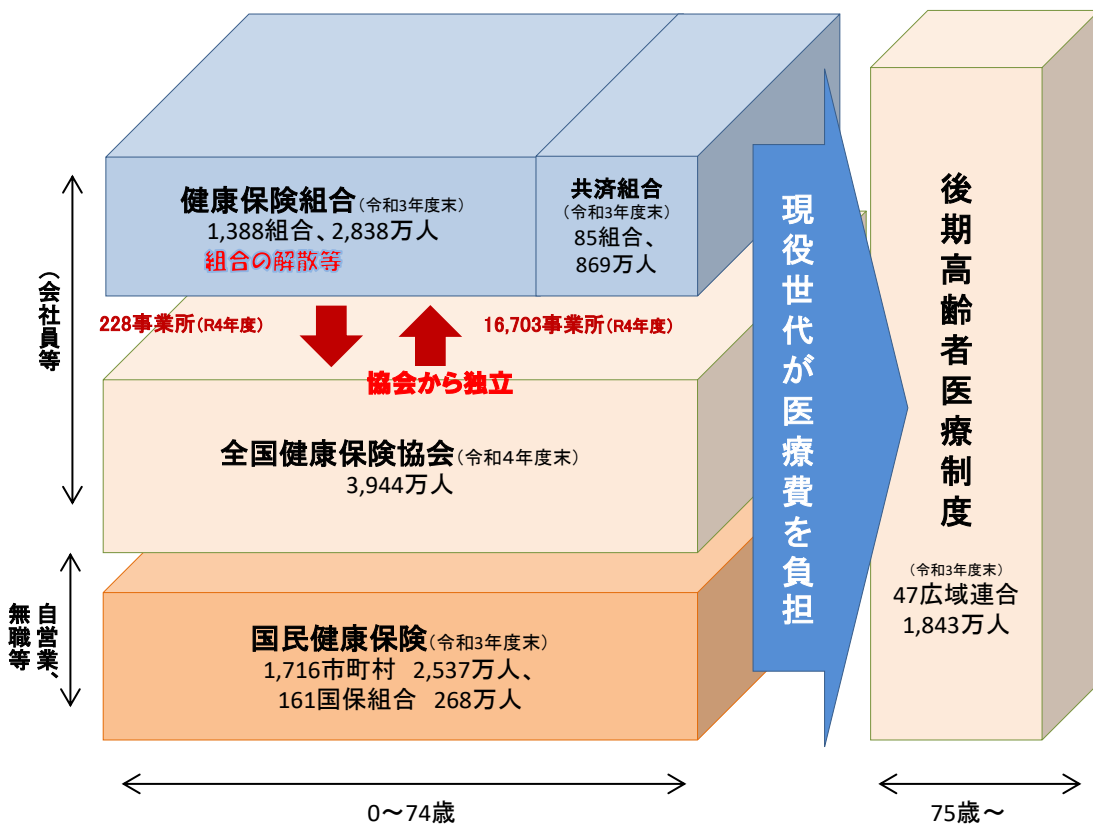 健康保険組合(令和3年度末)
1,388組合、2,838万人
組合の解散等
共済組合
(令和3年度末)
85組合、
869万人
(会社員等
228事業所(R4年度)
16,703事業所(R4年度)
協会から独立
全国健康保険協会(令和4年度末)
3,944万人
自営業、
無職等
国民健康保険(令和3年度末)
1,716市町村 2,537万人、
161国保組合 268万人
0～74歳
現役世代が医療費を負担
後期高齢者医療制度
(令和3年度末)
47広域連合
1,843万人
75歳～